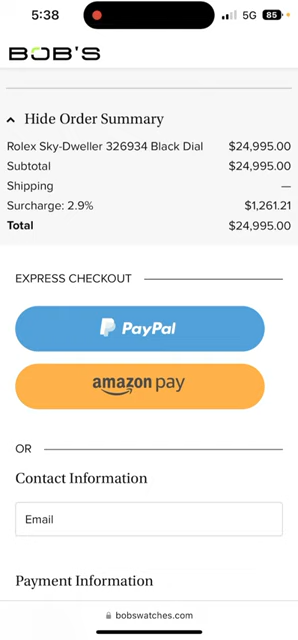 5:38
5G
85
BOB'S
Hide Order Summary
Rolex Sky-Dweller 326934 Black Dial $24,995.00
Subtotal $24,995.00
Shipping —
Surcharge: 2.9% $1,261.21
Total $24,995.00
EXPRESS CHECKOUT
PayPal
amazon pay
OR
Contact Information
Email
Payment Information
bobswatches.com